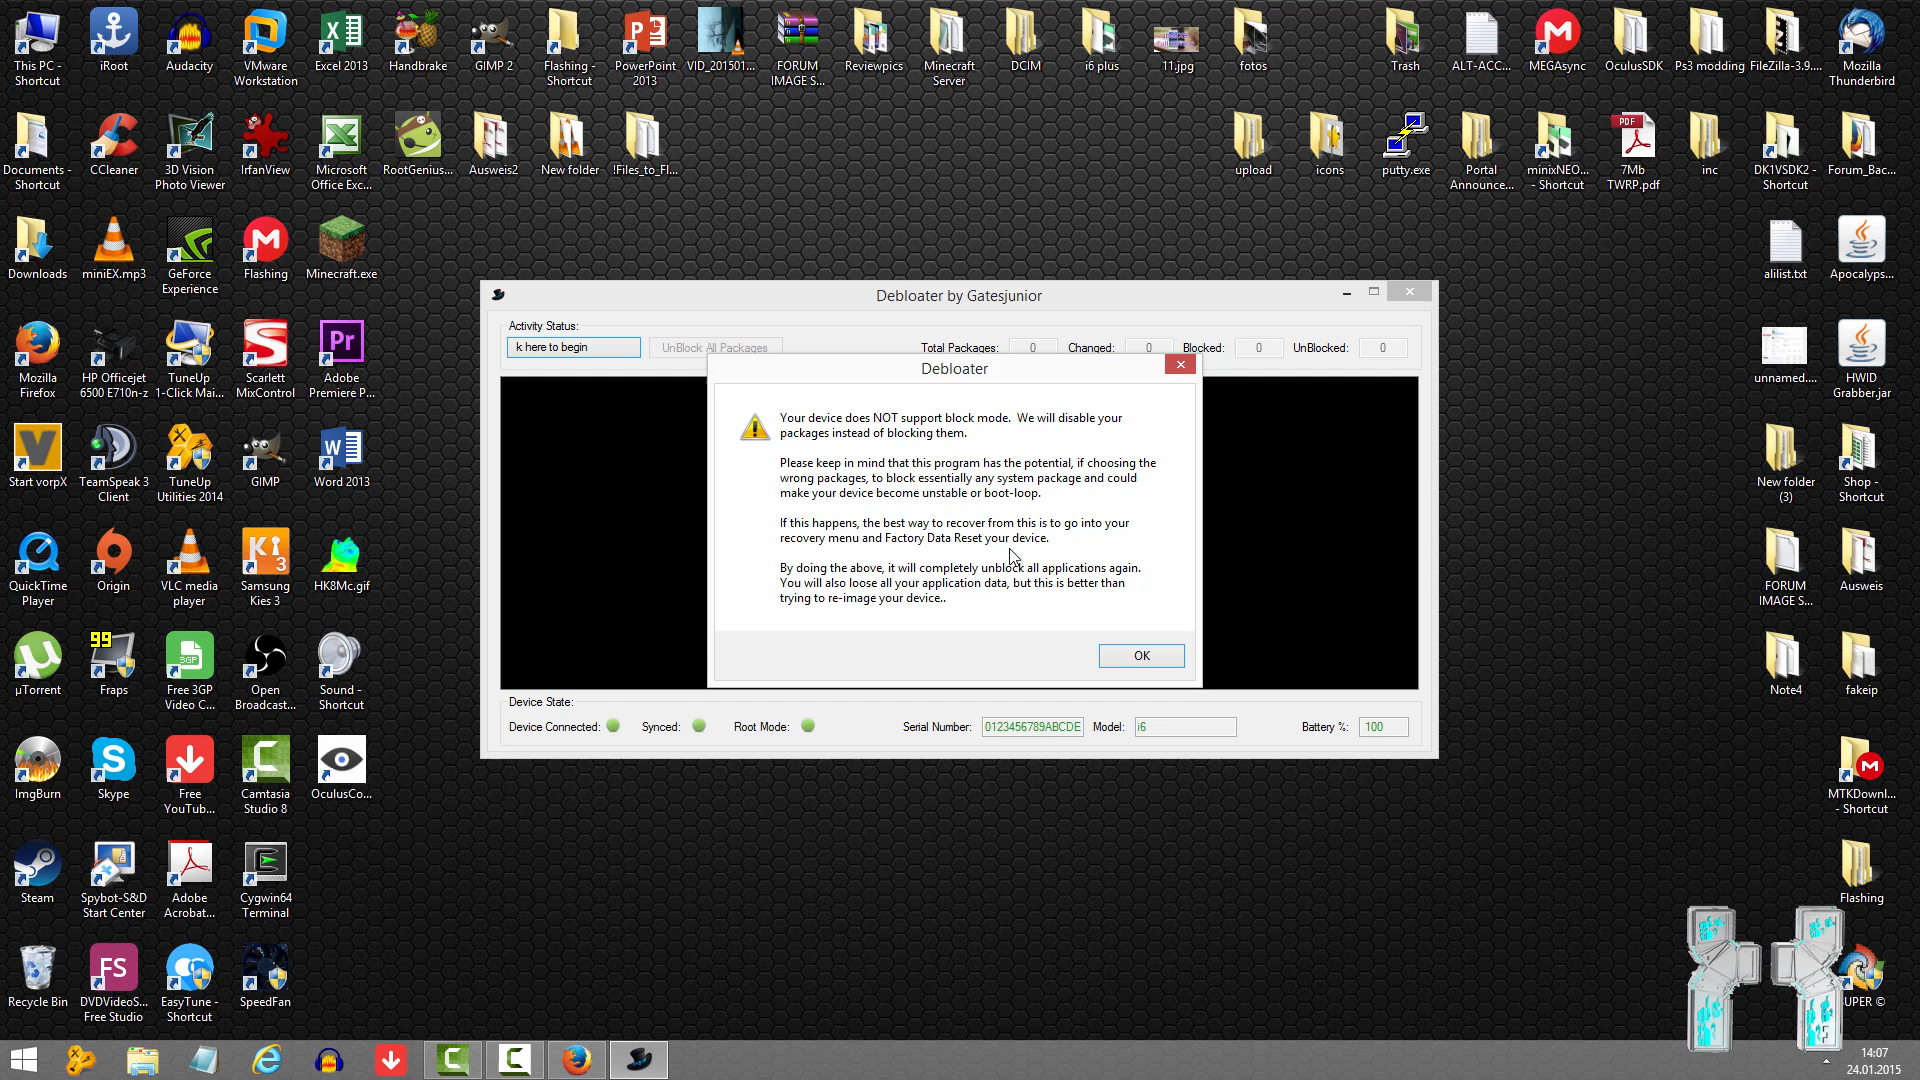 This PC -
Shortcut
iRoot
Audacity
VMware
Workstation
Excel 2013
Handbrake
GIMP 2
Flashing -
Shortcut
PowerPoint
2013
VID_201501...
FORUM
IMAGE S...
Reviewpics
Minecraft
Server
DCIM
i6 plus
11.jpg
fotos
Trash
ALT-ACC...
MEGAsync
OculusSDK
Ps3 modding
FileZilla-3.9....
Mozilla
Thunderbird
Documents -
Shortcut
CCleaner
3D Vision
Photo Viewer
IrfanView
Microsoft
Office Exc...
RootGenius...
Ausweis2
New folder
!Files_to_Fl...
upload
icons
putty.exe
Portal
Announce...
minixNEO...
- Shortcut
PDF
7Mb
TWRP.pdf
inc
DK1VSDK2 -
Shortcut
Forum_Bac...
Downloads
miniEX.mp3
GeForce
Experience
Flashing
Minecraft.exe
alilist.txt
Apocalyps...
Mozilla
Firefox
HP Officejet
6500 E710n-z
TuneUp
1-Click Mai...
Scarlett
MixControl
Pr
Adobe
Premiere P...
unnamed....
HWID
Grabber.jar
Start vorpX
TeamSpeak 3
Client
TuneUp
Utilities 2014
GIMP
Word 2013
New folder
(3)
Shop -
Shortcut
QuickTime
Player
Origin
VLC media
player
Ki
3
Samsung
Kies 3
HK8Mc.gif
FORUM
IMAGE S...
Ausweis
µTorrent
99
Fraps
3GP
Free 3GP
Video C...
Open
Broadcast...
Sound -
Shortcut
Note4
fakeip
ImgBurn
Skype
Free
YouTub...
Camtasia
Studio 8
OculusCo...
MTKDownl...
- Shortcut
Steam
Spybot-S&D
Start Center
Adobe
Acrobat...
Cygwin64
Terminal
Flashing
Recycle Bin
FS
DVDVideoS...
Free Studio
EasyTune -
Shortcut
SpeedFan
SUPER ©
Debloater by Gatesjunior
Activity Status:
k here to begin
UnBlock All Packages
Total Packages: 0
Changed: 0
Blocked: 0
UnBlocked: 0
Debloater
Your device does NOT support block mode.  We will disable your
packages instead of blocking them.
Please keep in mind that this program has the potential, if choosing the
wrong packages, to block essentially any system package and could
make your device become unstable or boot-loop.
If this happens, the best way to recover from this is to go into your
recovery menu and Factory Data Reset your device.
By doing the above, it will completely unblock all applications again.
You will also loose all your application data, but this is better than
trying to re-image your device..
OK
Device State:
Device Connected:
Synced:
Root Mode:
Serial Number: 0123456789ABCDE
Model: i6
Battery %: 100
14:07
24.01.2015